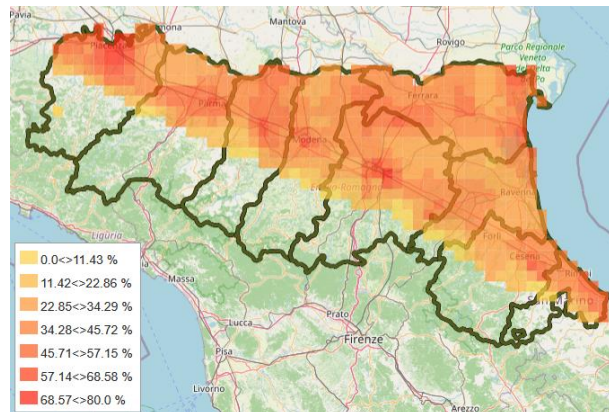 Pavia
Mantova
Rovigo
Parco Regionale
Veneto
Ferrara
Parma
Modena
Ravenna
Forlì
Cesena
Liguria
Massa
Lucca
Prato
Firenze
Pisa
Livorno
Siena
Arezzo
0.0<>11.43 %
11.42<>22.86 %
22.85<>34.29 %
34.28<>45.72 %
45.71<>57.15 %
57.14<>68.58 %
68.57<>80.0 %